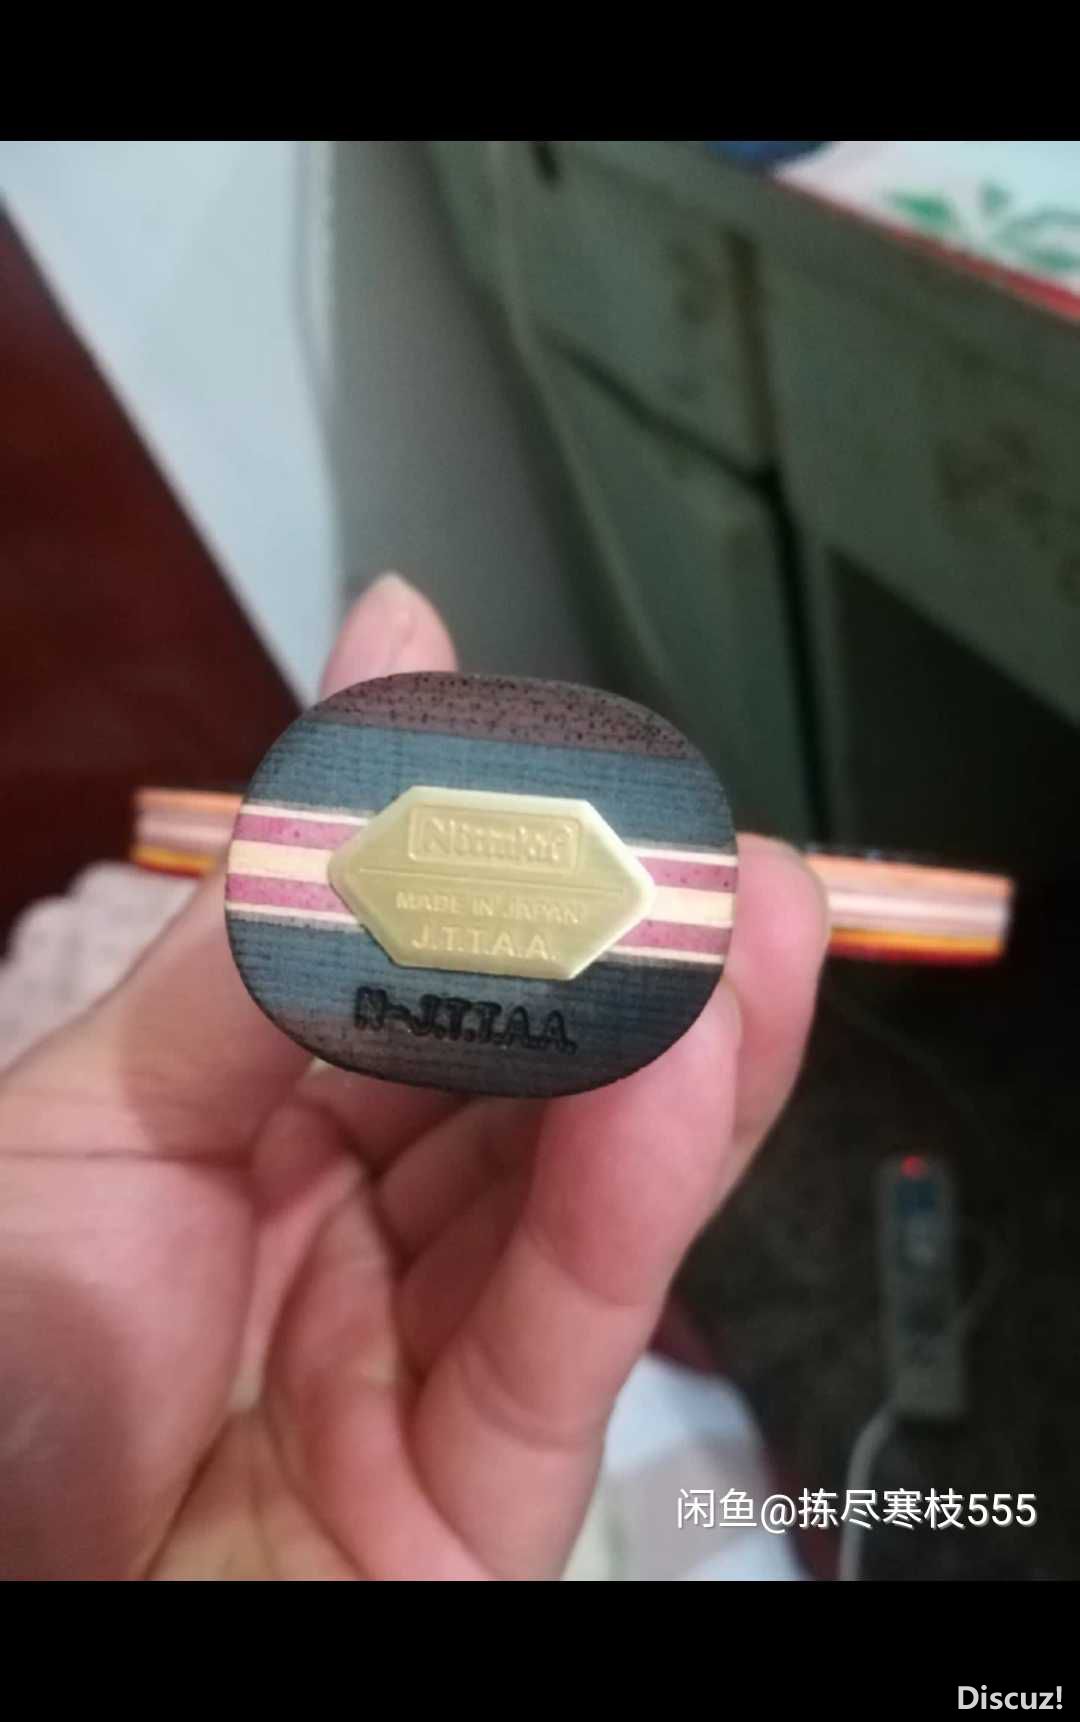 Nittaku
MADE IN JAPAN
J.T.T.A.A.
N-J.T.T.A.A.
闲鱼@拣尽寒枝555
Discuz!